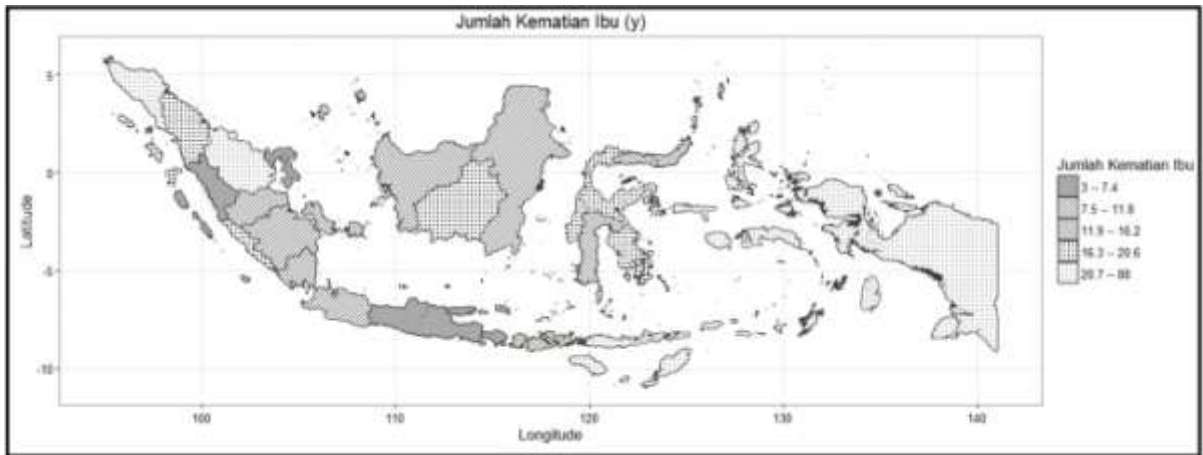 Jumlah Kematian Ibu (y)
5
0
-5
-10
Latitude
100
110
120
130
140
Longitude
Jumlah Kematian Ibu
3 – 7.4
7.5 – 11.8
11.9 – 16.2
16.3 – 20.6
20.7 – 88